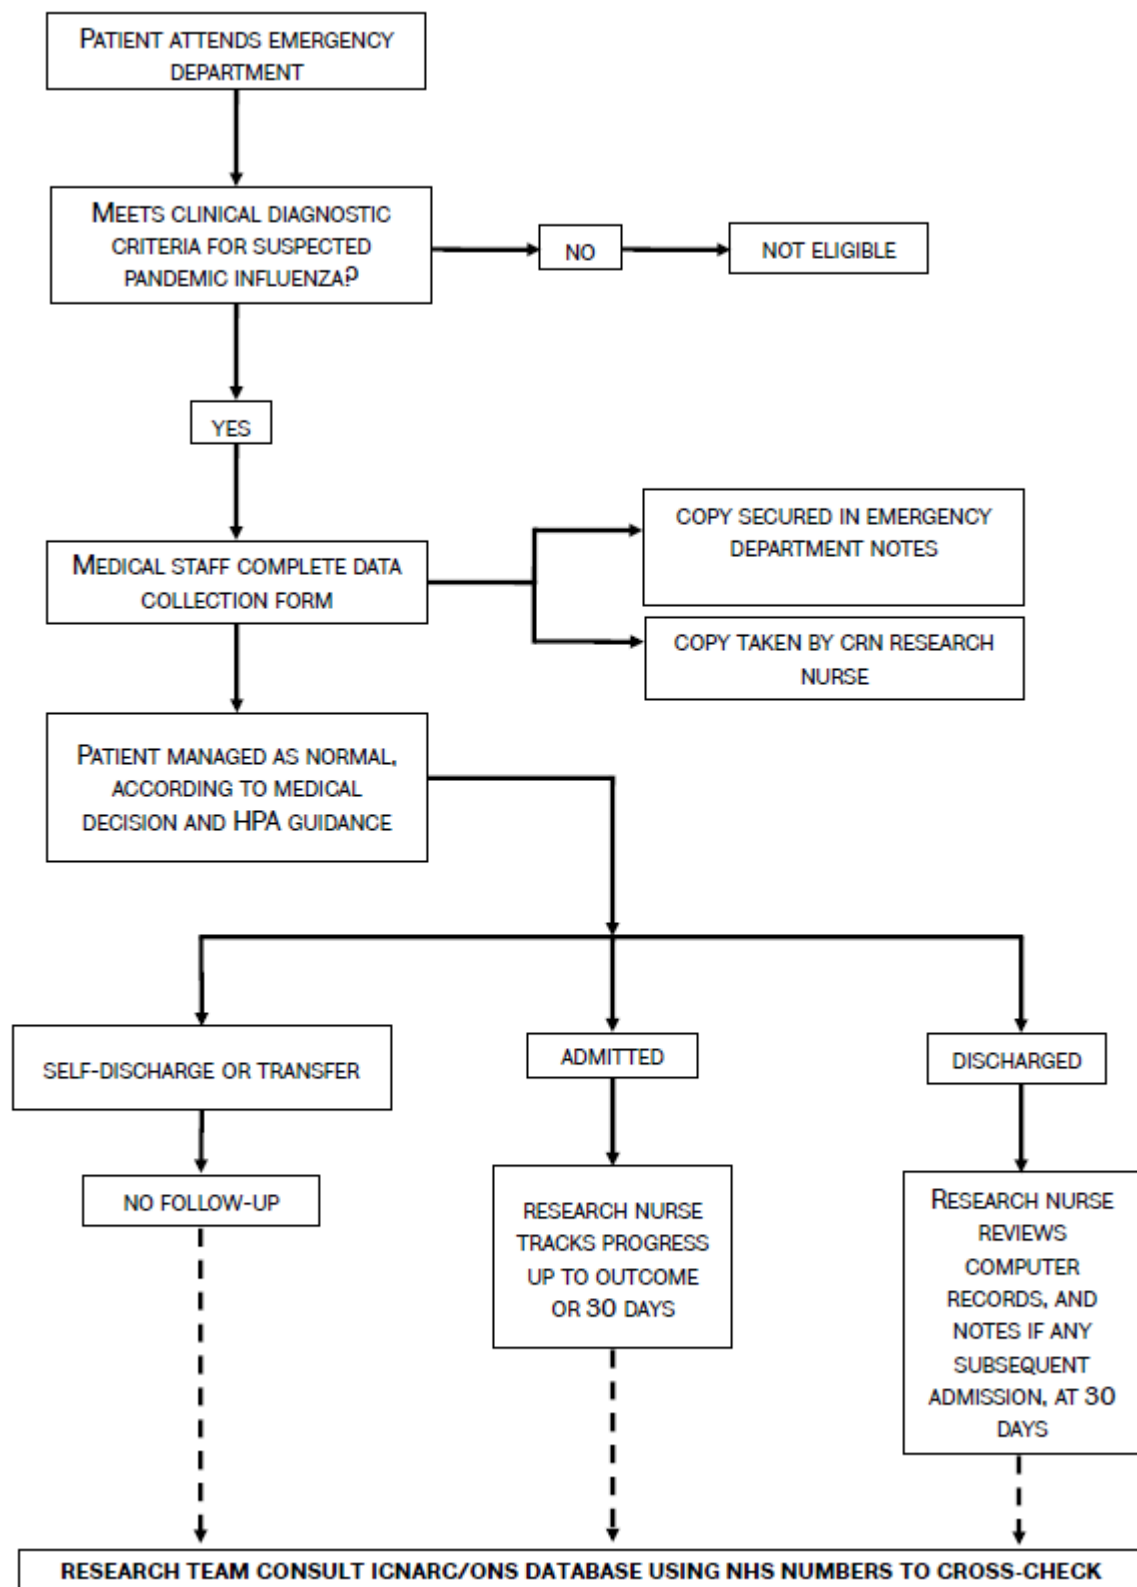 PATIENT ATTENDS EMERGENCY
DEPARTMENT
MEETS CLINICAL DIAGNOSTIC
CRITERIA FOR SUSPECTED
PANDEMIC INFLUENZA?
NO
NOT ELIGIBLE
YES
COPY SECURED IN EMERGENCY
DEPARTMENT NOTES
MEDICAL STAFF COMPLETE DATA
COLLECTION FORM
COPY TAKEN BY CRN RESEARCH
NURSE
PATIENT MANAGED AS NORMAL,
ACCORDING TO MEDICAL
DECISION AND HPA GUIDANCE
SELF-DISCHARGE OR TRANSFER
ADMITTED
DISCHARGED
NO FOLLOW-UP
RESEARCH NURSE
TRACKS PROGRESS
UP TO OUTCOME
OR 30 DAYS
RESEARCH NURSE
REVIEWS
COMPUTER
RECORDS, AND
NOTES IF ANY
SUBSEQUENT
ADMISSION, AT 30
DAYS
RESEARCH TEAM CONSULT ICNARC/ONS DATABASE USING NHS NUMBERS TO CROSS-CHECK